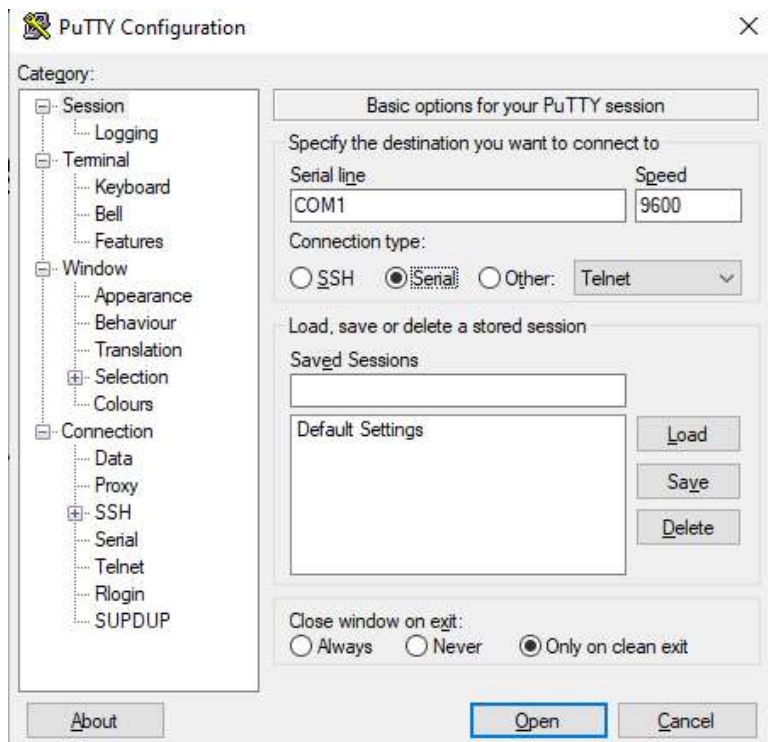 PuTTY Configuration
Category:
Session
Logging
Terminal
Keyboard
Bell
Features
Window
Appearance
Behaviour
Translation
Selection
Colours
Connection
Data
Proxy
SSH
Serial
Telnet
Rlogin
SUPDUP
Basic options for your PuTTY session
Specify the destination you want to connect to
Serial line Speed
COM1 9600
Connection type:
SSH Serial Other: Telnet
Load, save or delete a stored session
Saved Sessions
Default Settings
Load
Save
Delete
Close window on exit:
Always Never Only on clean exit
About Open Cancel